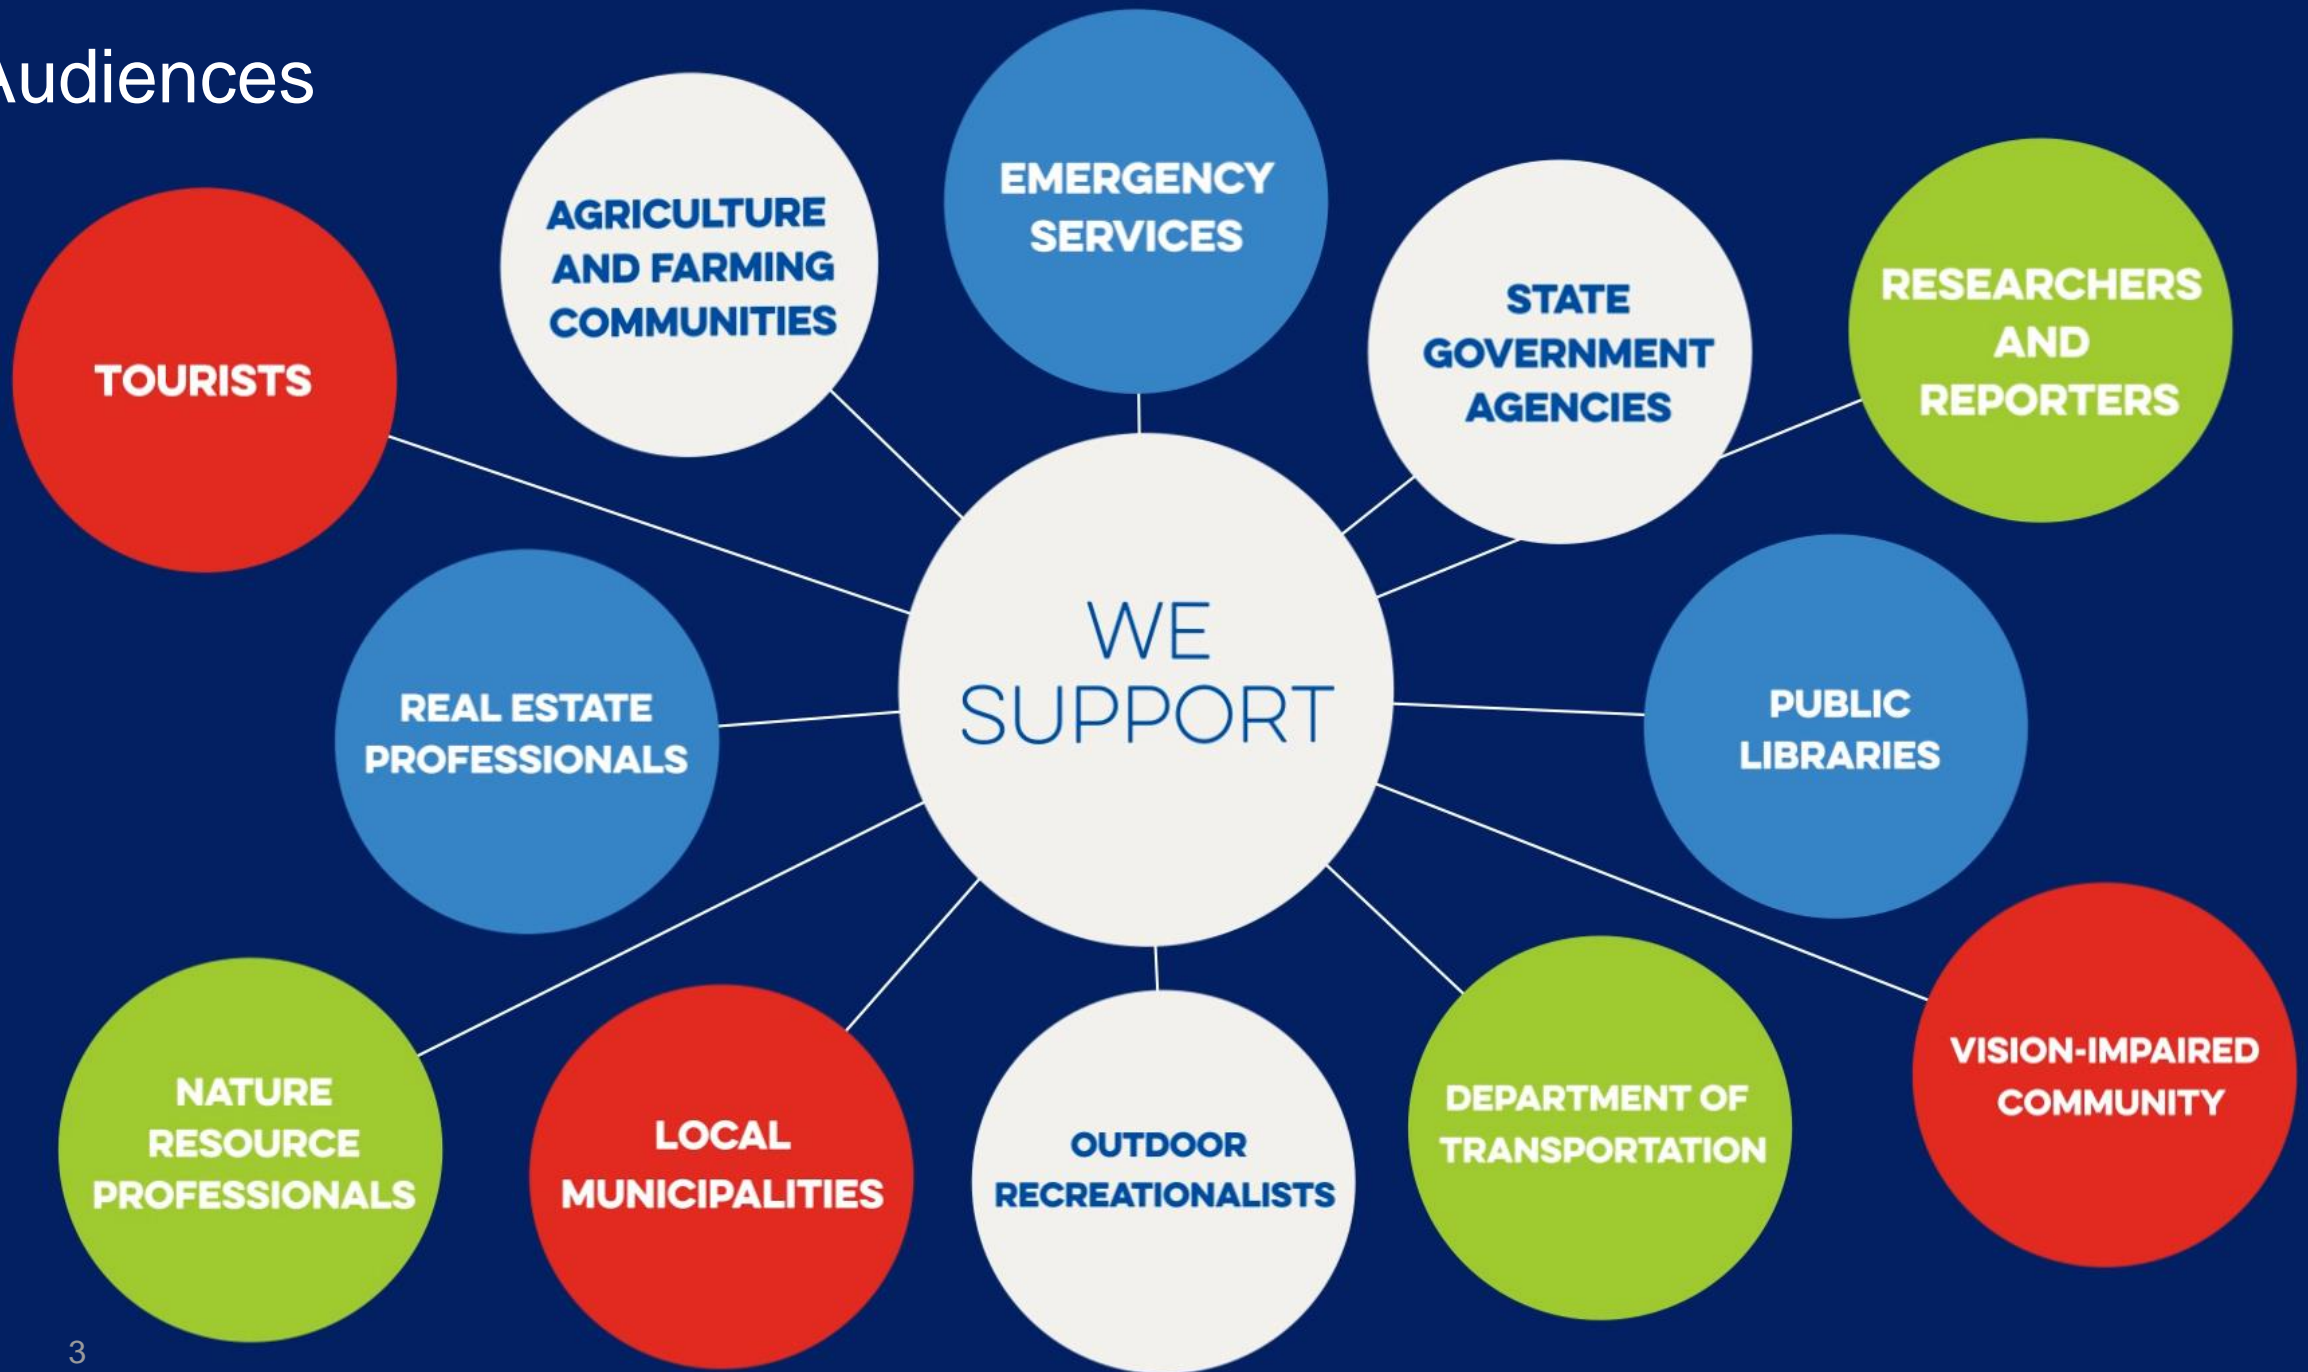 Audiences
TOURISTS
AGRICULTURE
AND FARMING
COMMUNITIES
EMERGENCY
SERVICES
STATE
GOVERNMENT
AGENCIES
RESEARCHERS
AND
REPORTERS
REAL ESTATE
PROFESSIONALS
WE
SUPPORT
PUBLIC
LIBRARIES
NATURE
RESOURCE
PROFESSIONALS
LOCAL
MUNICIPALITIES
OUTDOOR
RECREATIONALISTS
DEPARTMENT OF
TRANSPORTATION
VISION-IMPAIRED
COMMUNITY
3